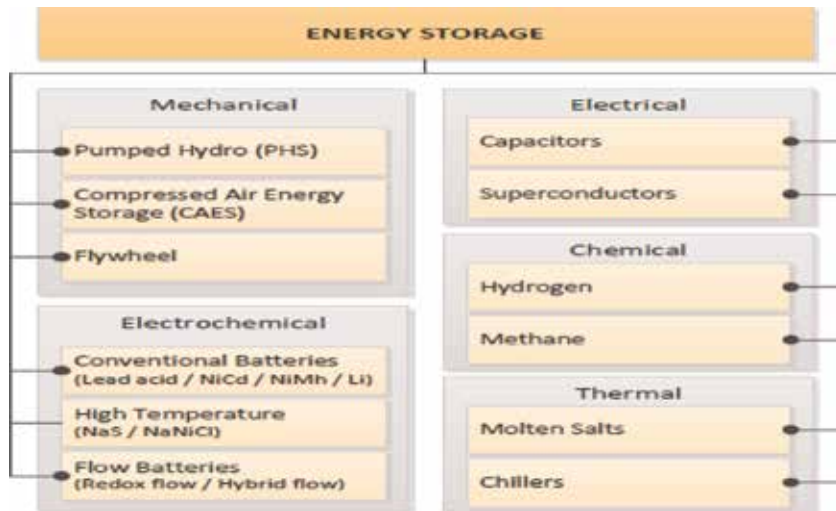 ENERGY STORAGE
Mechanical
Pumped Hydro (PHS)
Compressed Air Energy
Storage (CAES)
Flywheel
Electrochemical
Conventional Batteries
(Lead acid / NiCd / NiMh / Li)
High Temperature
(NaS / NaNiCl)
Flow Batteries
(Redox flow / Hybrid flow)
Electrical
Capacitors
Superconductors
Chemical
Hydrogen
Methane
Thermal
Molten Salts
Chillers